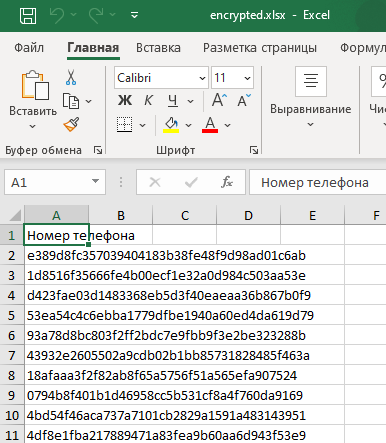 encrypted.xlsx - Excel
Файл Главная Вставка Разметка страницы Формул
Вставить
Calibri 11
Ж К Ч
Выравнивание
Чис
Буфер обмена
Шрифт
A1 fx Номер телефона
A B C D E F
1 Номер телефона
2 e389d8fc357039404183b38fe48f9d98ad01c6ab
3 1d8516f35666fe4b00ecf1e32a0d984c503aa53e
4 d423fae03d1483368eb5d3f40eaeaa36b867b0f9
5 53ea54c4c6ebba1779dfbe1940a60ed4da619d79
6 93a78d8bc803f2ff2bdc7e9fbb9f3e2be323288b
7 43932e2605502a9cdb02b1bb85731828485f463a
8 18afaaa3f2f82ab8f65a5756f51a565efa907524
9 0794b8f401b1d46958cc5b531cf8a4f760da9169
10 4bd54f46aca737a7101cb2829a1591a483143951
11 4df8e1fba217889471a83fea9b60aa6d943f53e9